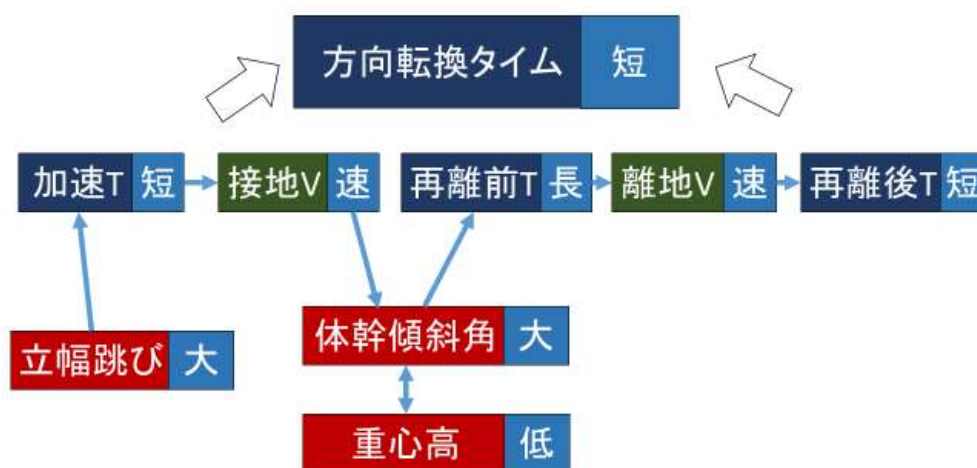 方向転換タイム 短
加速T 短 接地V 速 再離前T 長 離地V 速 再離後T 短
立幅跳び 大 体幹傾斜角 大
重心高 低